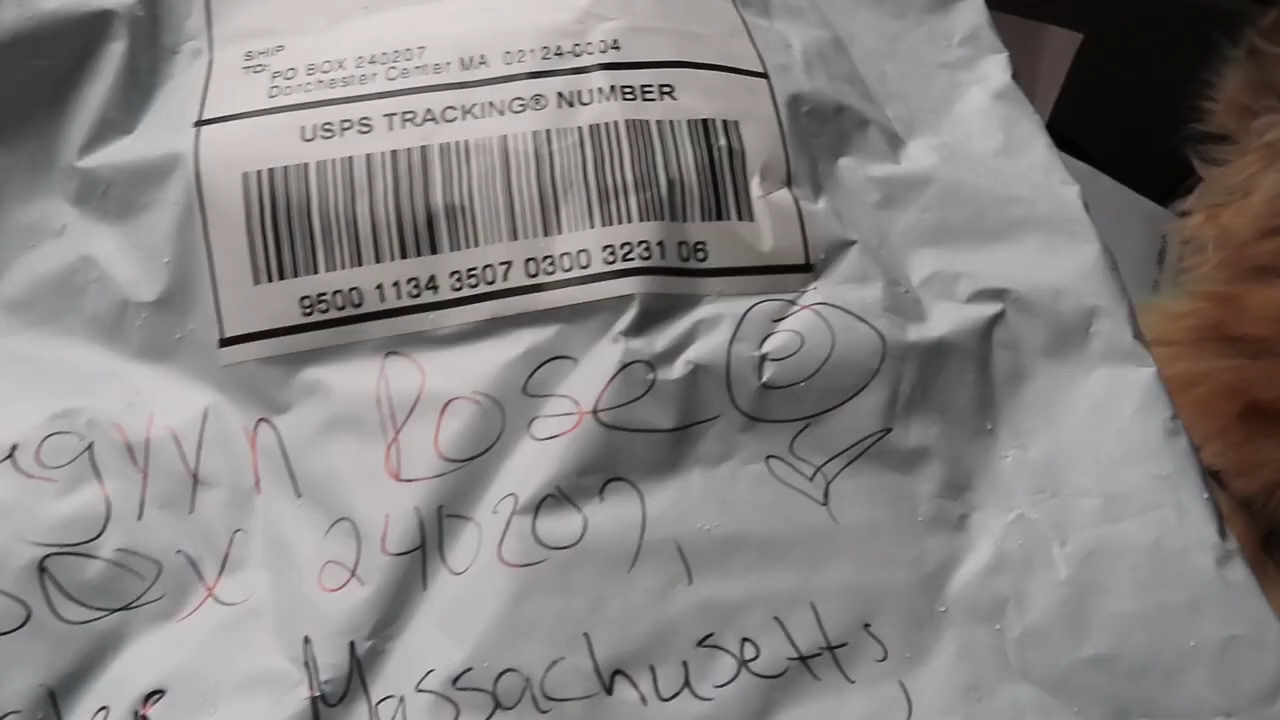 SHIP
TO:
PO BOX 240207
Dorchester Center MA 02124-0004
USPS TRACKING® NUMBER
9500 1134 3507 0300 3231 06
Rose
240207,
Massachusetts,